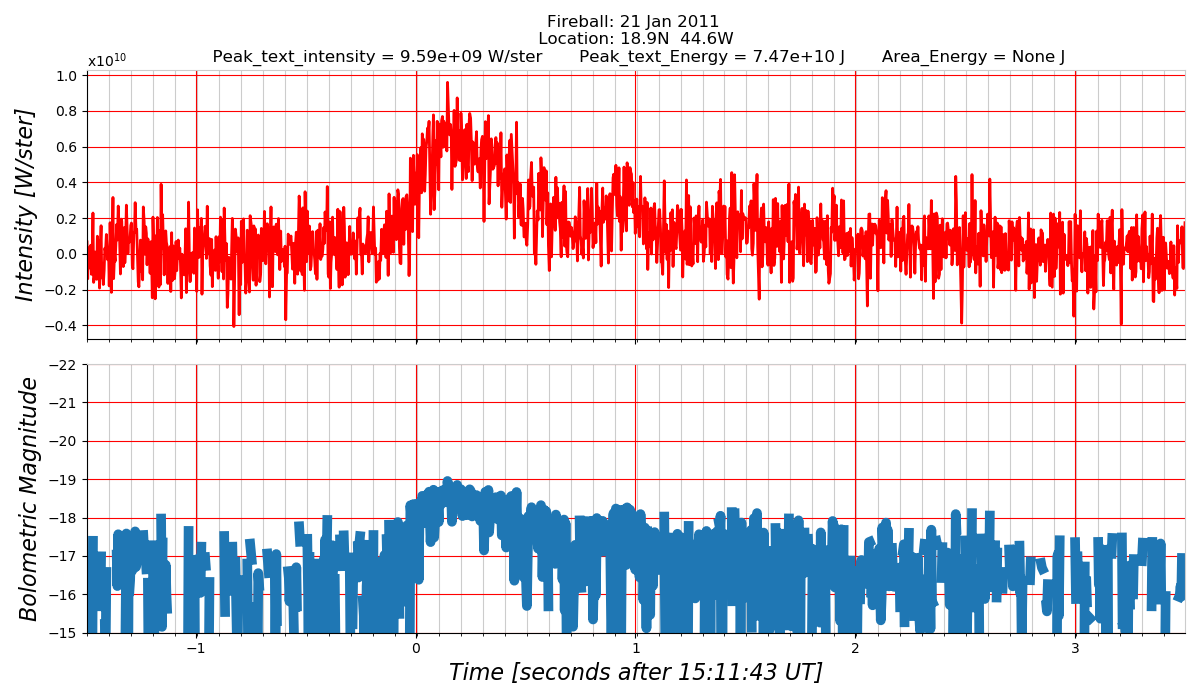 Fireball: 21 Jan 2011
Location: 18.9N  44.6W
Peak_text_intensity = 9.59e+09 W/ster       Peak_text_Energy = 7.47e+10 J       Area_Energy = None J
x10¹⁰
1.0
0.8
0.6
0.4
0.2
0.0
−0.2
−0.4
Intensity [W/ster]
−22
−21
−20
−19
−18
−17
−16
−15
Bolometric Magnitude
−1 0 1 2 3
Time [seconds after 15:11:43 UT]